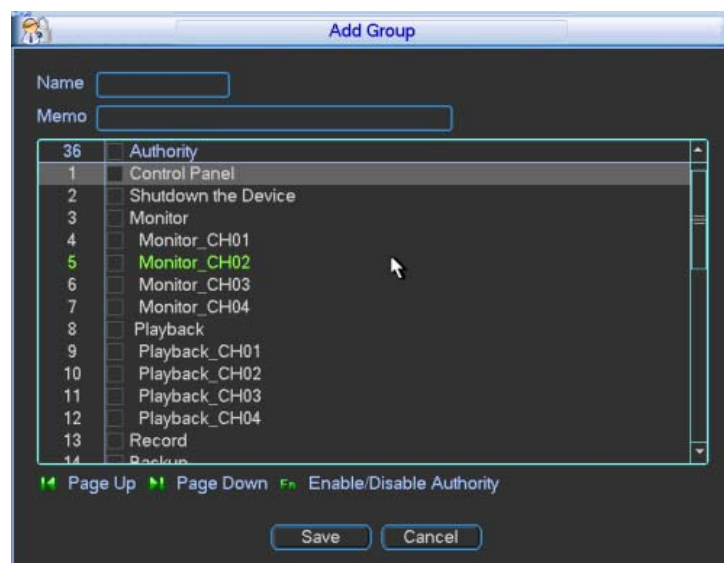 Add Group
Name
Memo
36 Authority
1 Control Panel
2 Shutdown the Device
3 Monitor
4 Monitor_CH01
5 Monitor_CH02
6 Monitor_CH03
7 Monitor_CH04
8 Playback
9 Playback_CH01
10 Playback_CH02
11 Playback_CH03
12 Playback_CH04
13 Record
14 Backup
Page Up Page Down Fn Enable/Disable Authority
Save Cancel